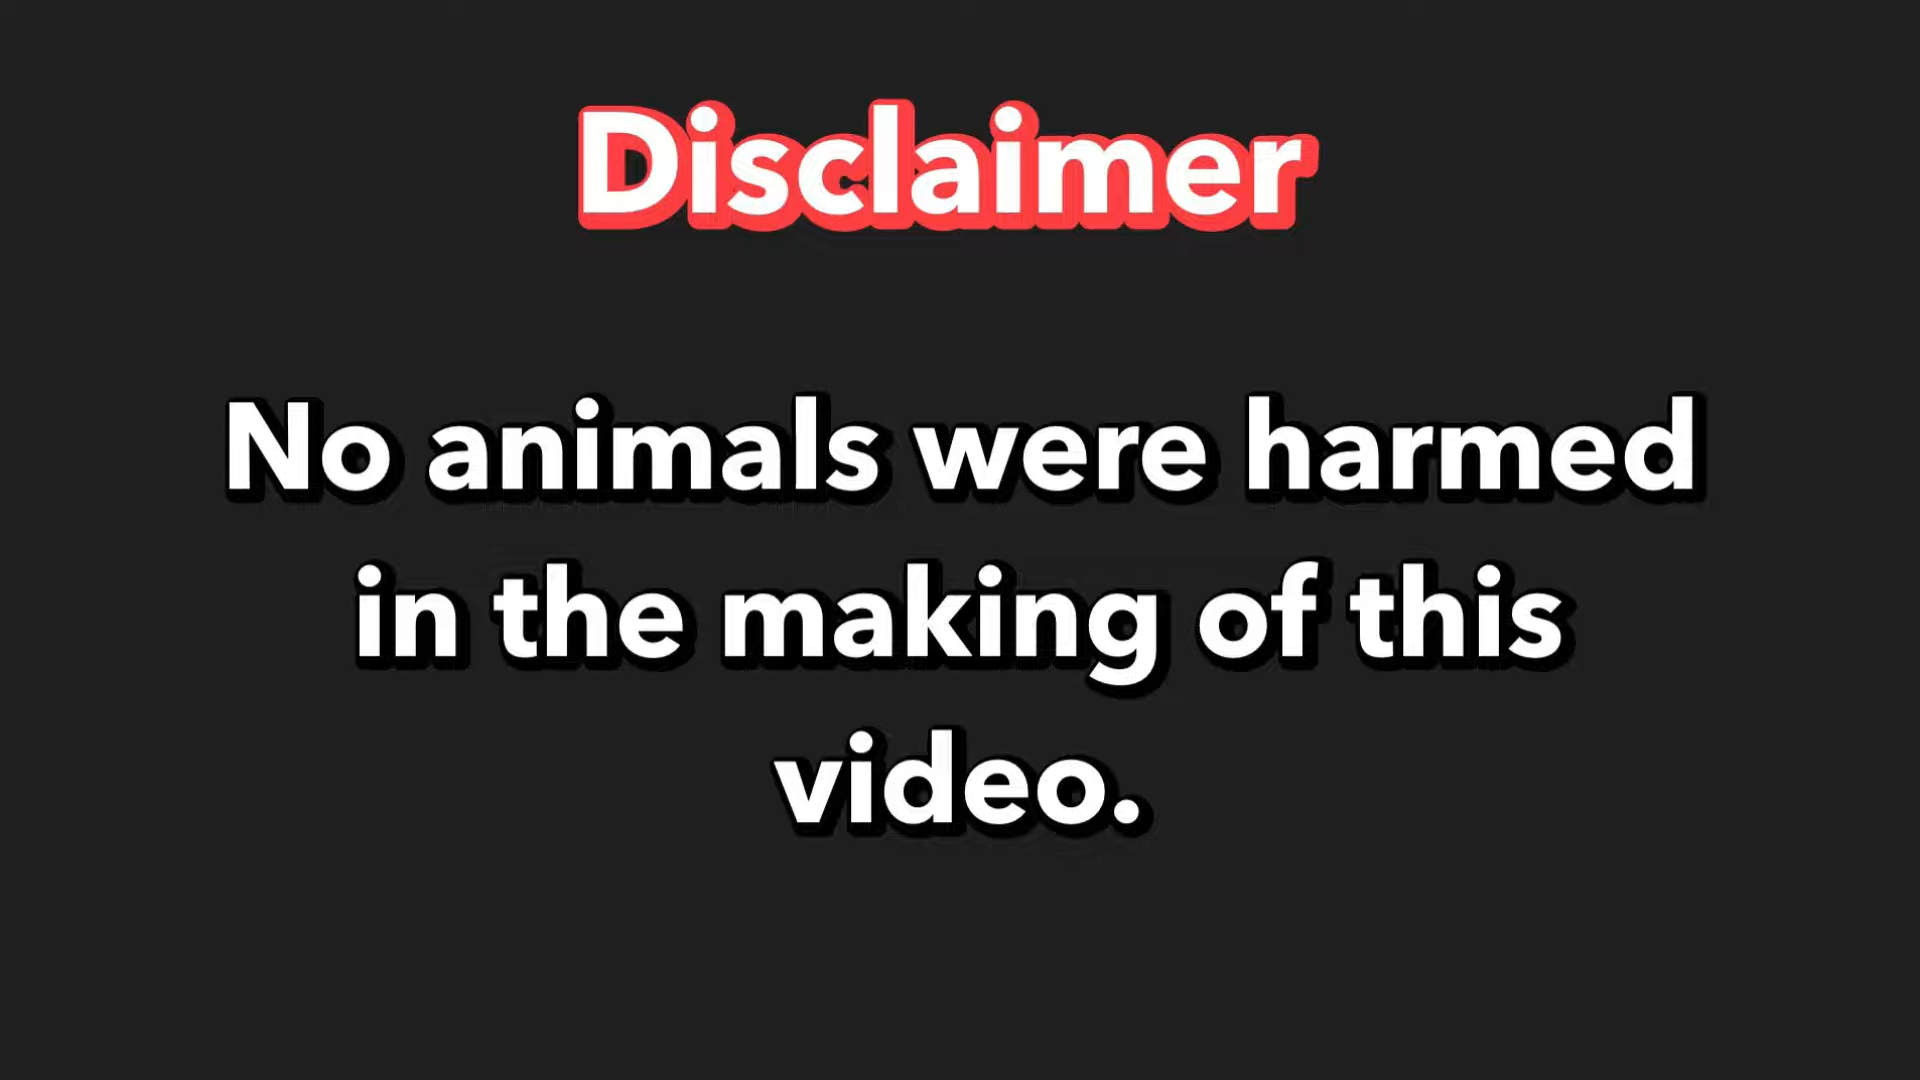 Disclaimer
No animals were harmed
in the making of this
video.